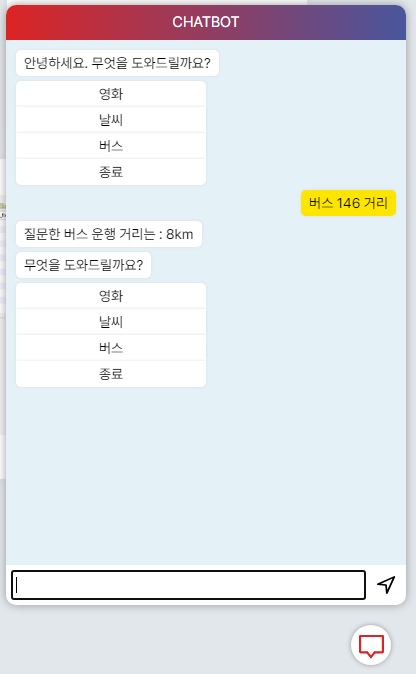 CHATBOT
안녕하세요. 무엇을 도와드릴까요?
영화
날씨
버스
종료
버스 146 거리
질문한 버스 운행 거리는 : 8km
무엇을 도와드릴까요?
영화
날씨
버스
종료